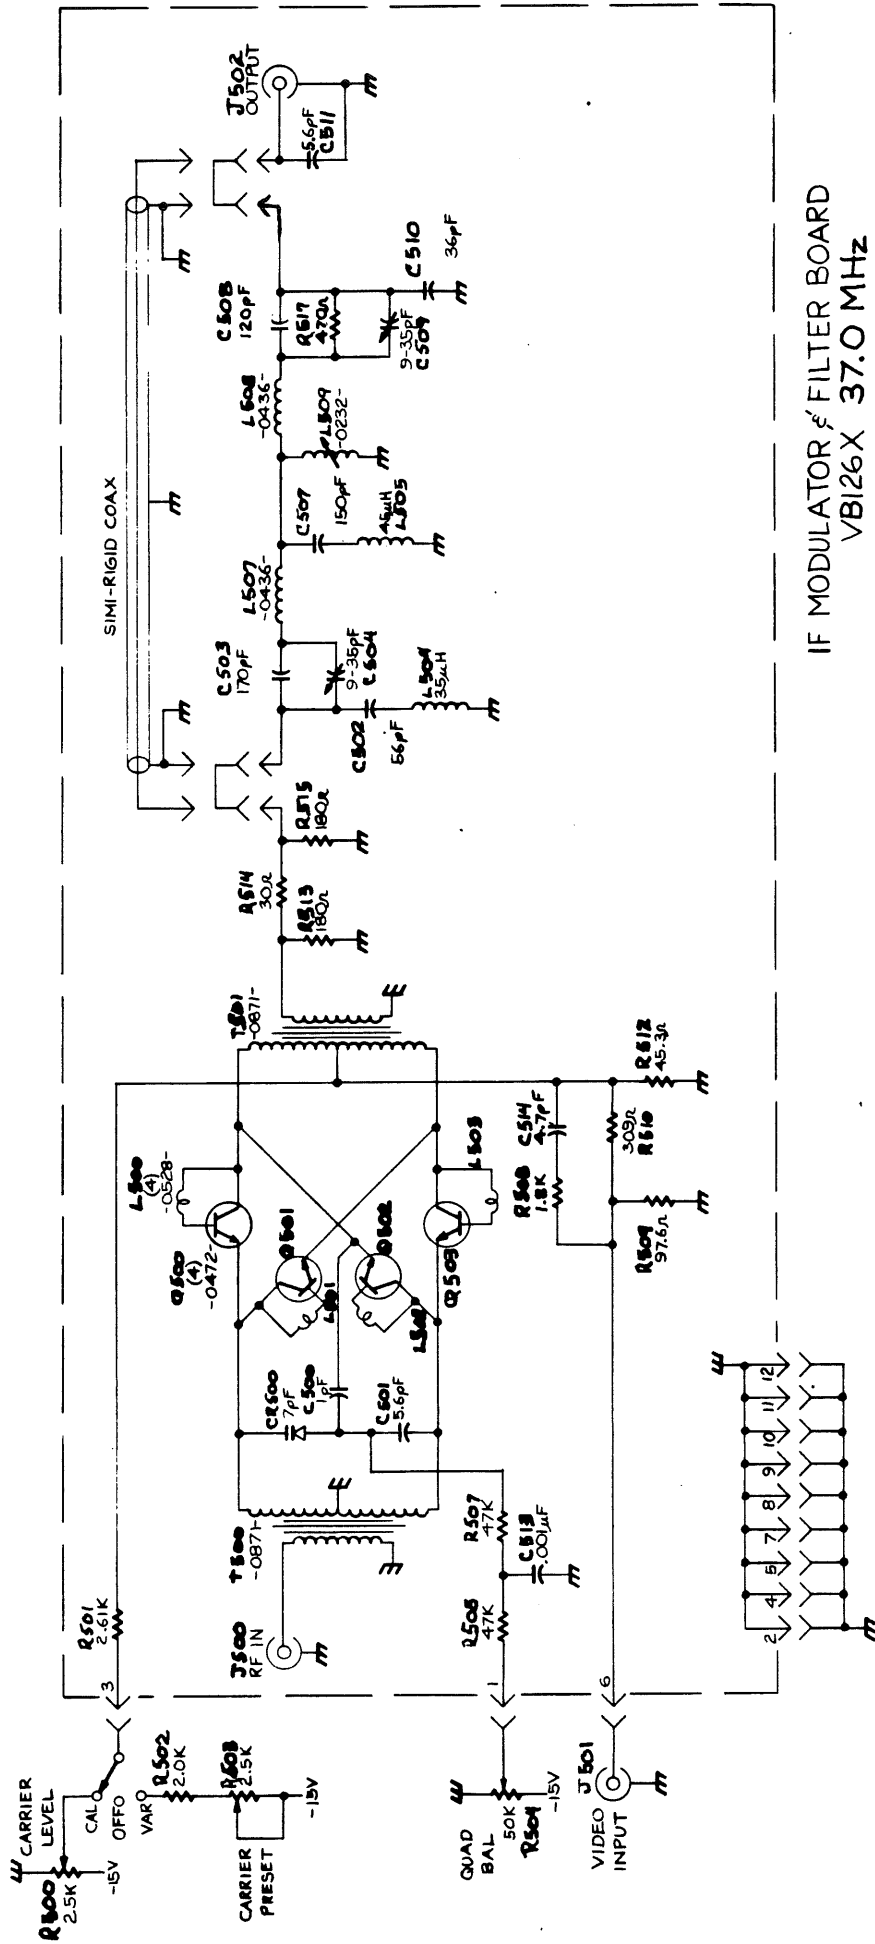 J502
OUTPUT
5.6pF
C511
SIMI-RIGID COAX
C508
120pF
R517
470Ω
9-35pF
C509
C510
36pF
L508
-0436-
L509
-0232-
C507
150pF
45μH
L505
L507
-0436-
C503
170pF
9-35pF
C504
C502
56pF
L504
35μH
R515
180Ω
R514
30Ω
R513
180Ω
T501
-0871-
L500
(4)
-0528-
Q500
(4)
-0472-
Q501
L501
Q502
L502
Q503
L503
CR500
7pF
C500
1pF
C501
5.6pF
T500
-0871-
J500
RF IN
R501
2.61K
3
CARRIER
LEVEL
R500
2.5K
-15V
CAL
OFF
VAR
R502
2.0K
R503
2.5K
-15V
CARRIER
PRESET
R507
47K
C513
.001μF
R505
47K
1
QUAD
BAL
50K
R504
-15V
6
J501
VIDEO
INPUT
R508
1.8K
C514
4.7pF
309Ω
R510
R512
45.3Ω
R509
97.6Ω
2
4
5
7
8
9
10
11
12
IF MODULATOR & FILTER BOARD
VB126X 37.0 MHz